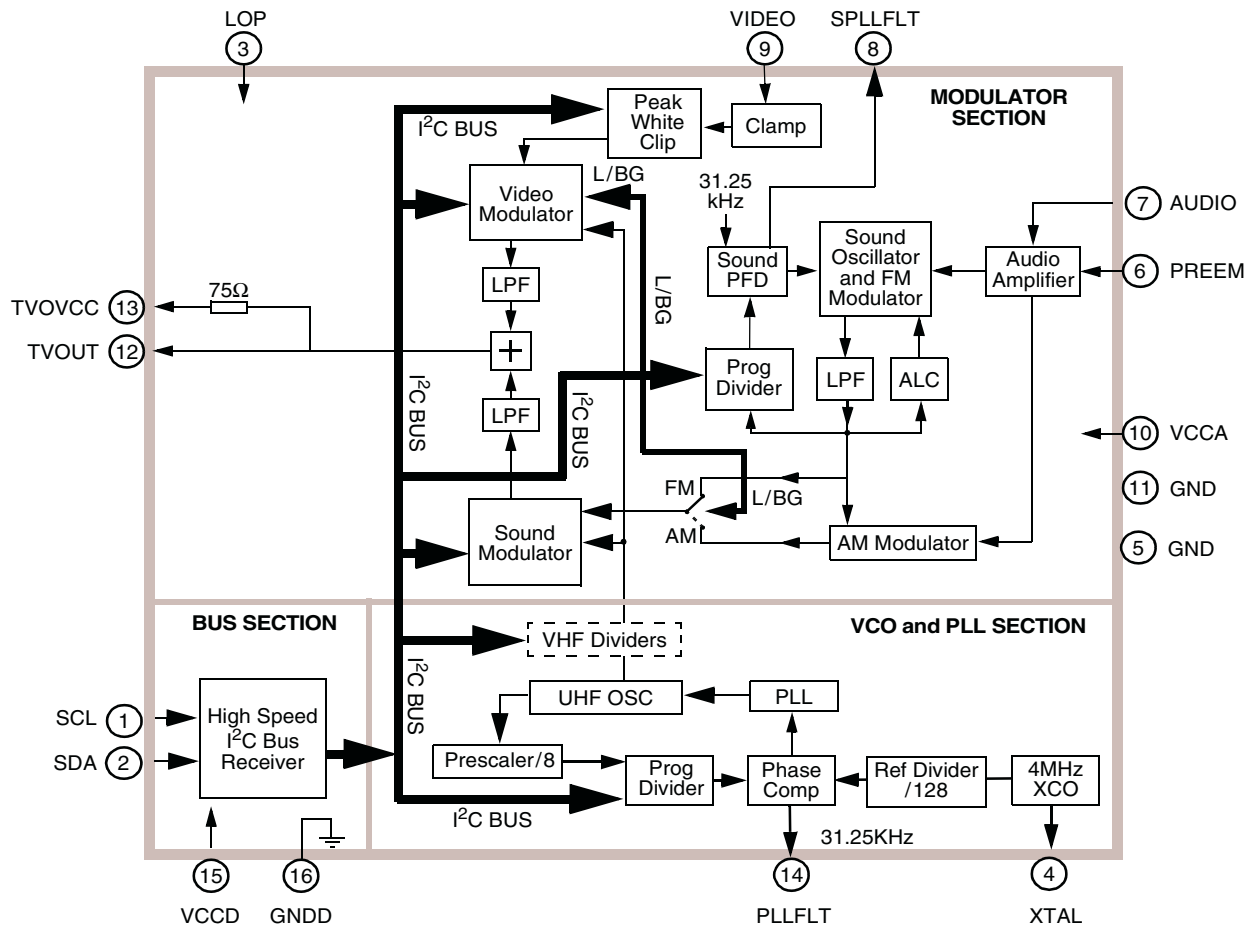 LOP
3
VIDEO
9
SPLLFLT
8
MODULATOR
SECTION
I²C BUS
Peak
White
Clip
Clamp
L/BG
Video
Modulator
31.25
kHz
7 AUDIO
Sound
PFD
Sound
Oscillator
and FM
Modulator
Audio
Amplifier
6 PREEM
LPF
L/BG
75Ω
TVOVCC 13
TVOUT 12
+
Prog
Divider
LPF
ALC
I²C BUS
LPF
I²C BUS
10 VCCA
FM
L/BG
11 GND
Sound
Modulator
AM
AM Modulator
5 GND
BUS SECTION
VCO and PLL SECTION
VHF Dividers
I²C BUS
UHF OSC
PLL
SCL 1
SDA 2
High Speed
I²C Bus
Receiver
Prescaler/8
Prog
Divider
Phase
Comp
Ref Divider
/128
4MHz
XCO
I²C BUS
31.25KHz
15
VCCD
16
GNDD
14
PLLFLT
4
XTAL